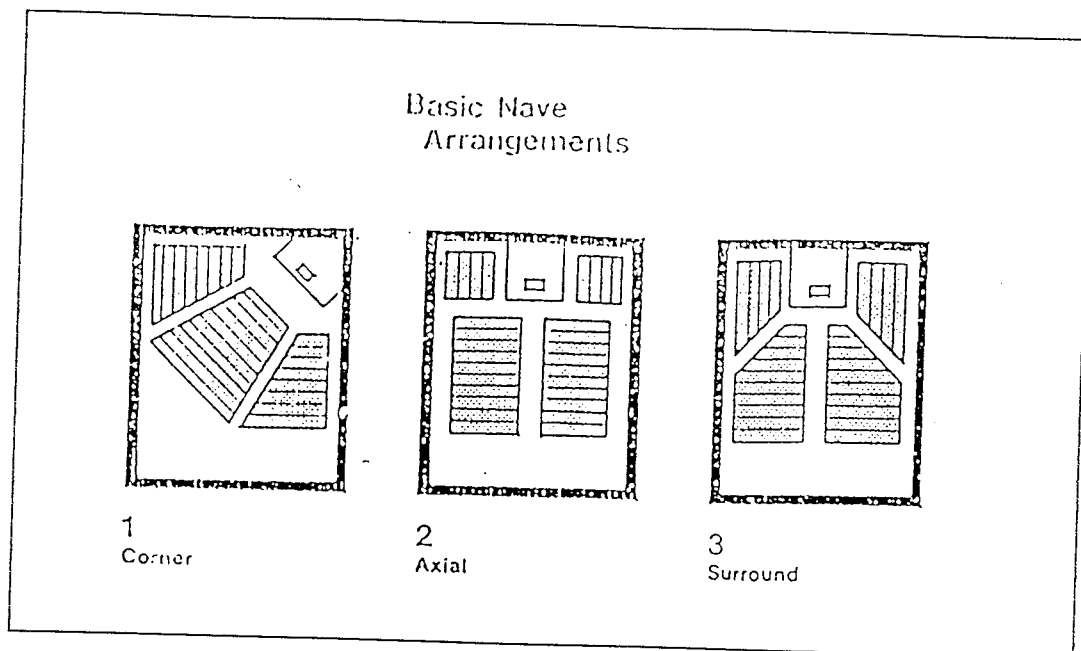 Basic Nave
Arrangements
1
Corner
2
Axial
3
Surround